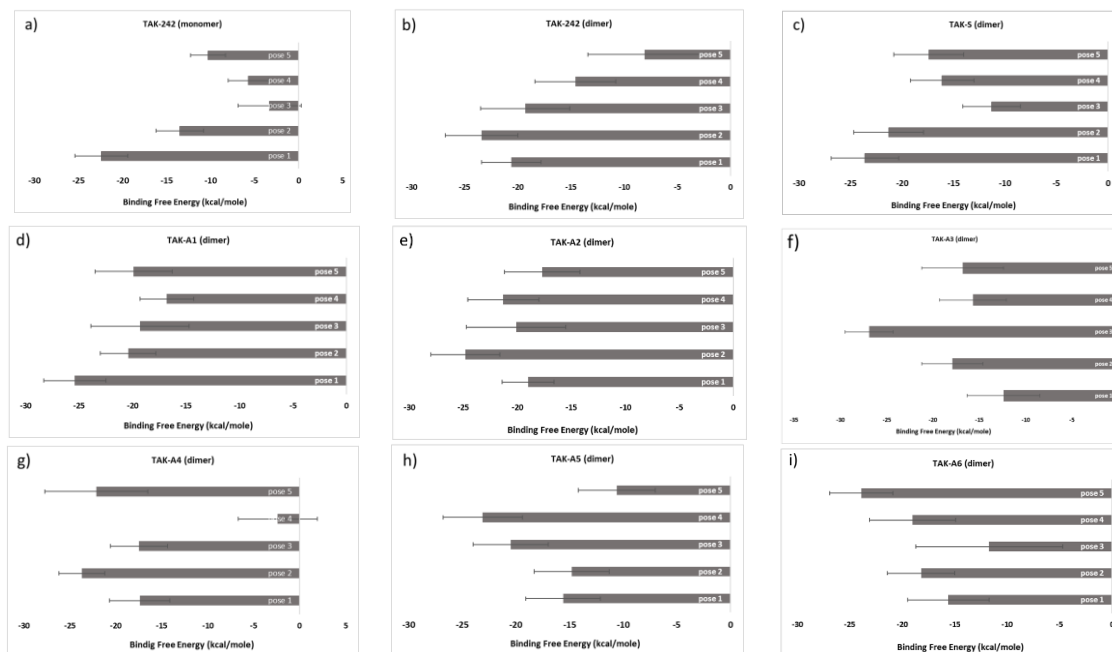 a)
TAK-242 (monomer)
pose 5
pose 4
pose 3
pose 2
pose 1
-30 -25 -20 -15 -10 -5 0 5
Binding Free Energy (kcal/mole)
b)
TAK-242 (dimer)
pose 5
pose 4
pose 3
pose 2
pose 1
-30 -25 -20 -15 -10 -5 0
Binding Free Energy (kcal/mole)
c)
TAK-S (dimer)
pose 5
pose 4
pose 3
pose 2
pose 1
-30 -25 -20 -15 -10 -5 0
Binding Free Energy (kcal/mole)
d)
TAK-A1 (dimer)
pose 5
pose 4
pose 3
pose 2
pose 1
-30 -25 -20 -15 -10 -5 0
Binding Free Energy (kcal/mole)
e)
TAK-A2 (dimer)
pose 5
pose 4
pose 3
pose 2
pose 1
-30 -25 -20 -15 -10 -5 0
Binding Free Energy (kcal/mole)
f)
TAK-A3 (dimer)
pose 5
pose 4
pose 3
pose 2
pose 1
-35 -30 -25 -20 -15 -10 -5
Binding Free Energy (kcal/mole)
g)
TAK-A4 (dimer)
pose 5
se 4
pose 3
pose 2
pose 1
-30 -25 -20 -15 -10 -5 0 5
Bindig Free Energy (kcal/mole)
h)
TAK-A5 (dimer)
pose 5
pose 4
pose 3
pose 2
pose 1
-30 -25 -20 -15 -10 -5 0
Binding Free Energy (kcal/mole)
i)
TAK-A6 (dimer)
pose 5
pose 4
pose 3
pose 2
pose 1
-30 -25 -20 -15 -10 -5 0
Binding Free Energy (kcal/mole)